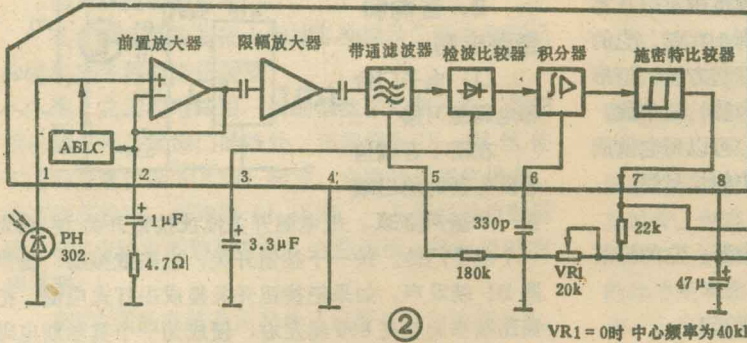 前置放大器
限幅放大器
带通滤波器
检波比较器
积分器
施密特比较器
ABLC
1
2
3.
4.
5
6
T
8
PH
302
1μF
4.7Ω
3.3μF
330p
180k
VR1
20k
22k
47μ
②
VR1=0时 中心频率为40k